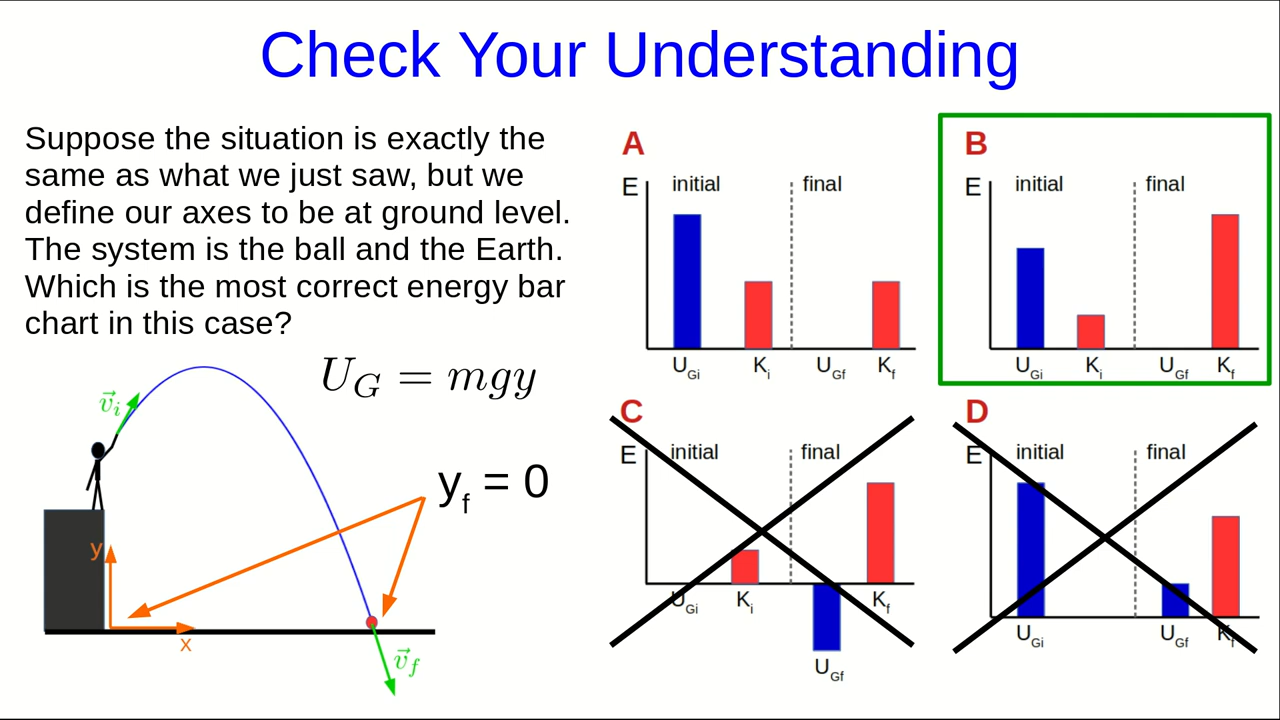 Check Your Understanding
Suppose the situation is exactly the
same as what we just saw, but we
define our axes to be at ground level.
The system is the ball and the Earth.
Which is the most correct energy bar
chart in this case?
U_G = mgy
v⃗_i
y_f = 0
y
x
v⃗_f
A
E initial final
U_Gi K_i U_Gf K_f
B
E initial final
U_Gi K_i U_Gf K_f
C
E initial final
U_Gi K_i K_f
U_Gf
D
E initial final
U_Gi U_Gf K_f